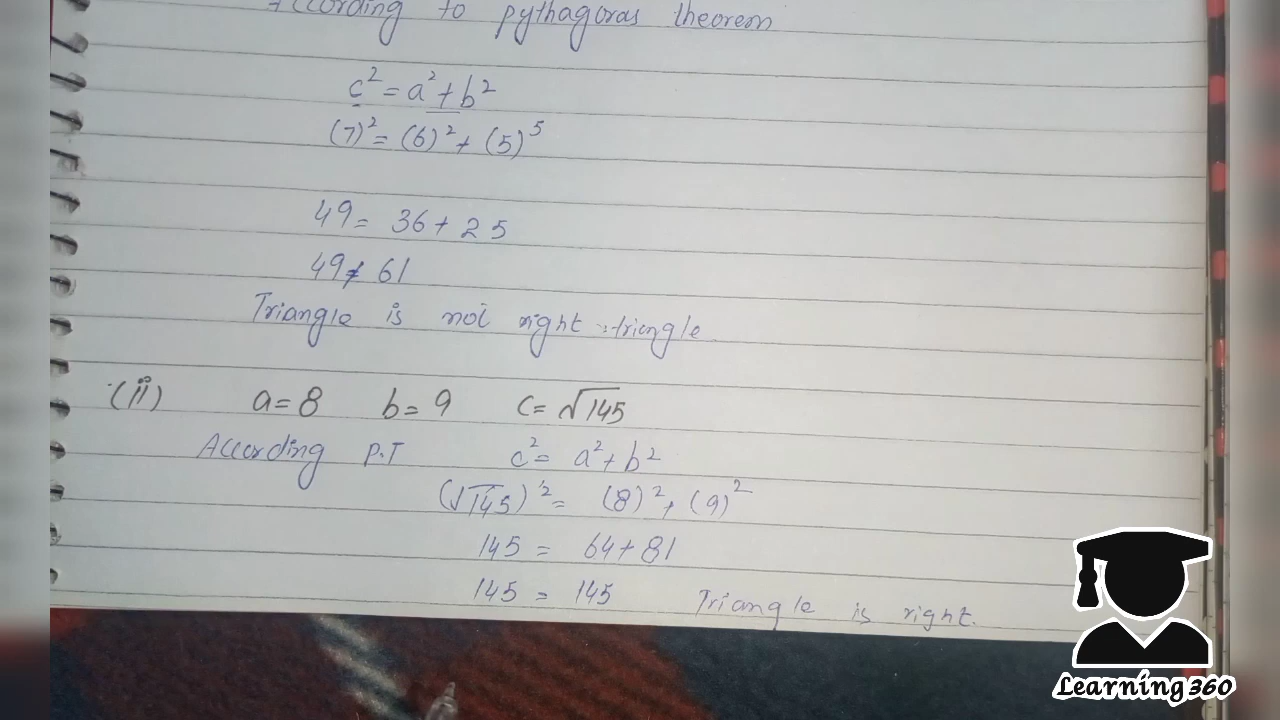 According to pythagoras theorem
c² = a² + b²
(7)² = (6)² + (5)⁵
49 = 36 + 25
49 ≠ 61
Triangle is not right triangle
(ii) a = 8 b = 9 c = √145
According P.T c² = a² + b²
(√145)² = (8)² + (9)²
145 = 64 + 81
145 = 145 Triangle is right.
Learning360